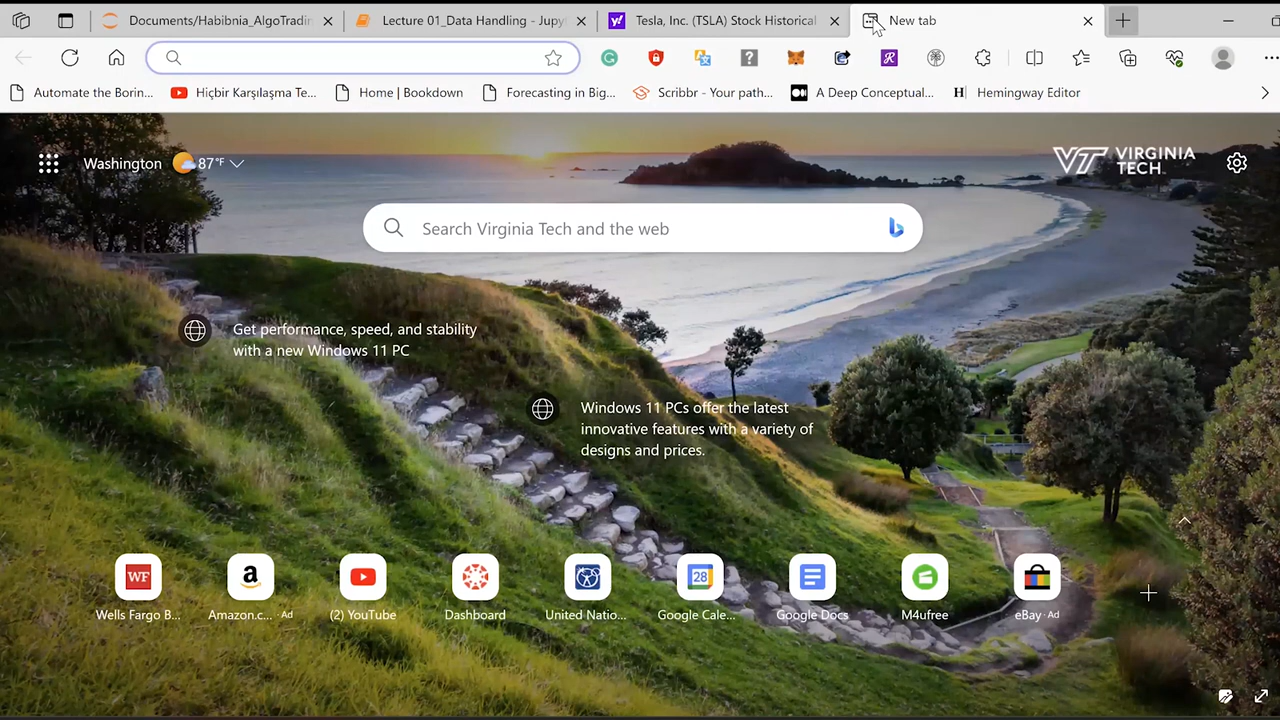 Documents/Habibnia_AlgoTradin
Lecture 01_Data Handling - Jupyt
Tesla, Inc. (TSLA) Stock Historical
New tab
Automate the Borin...
Hiçbir Karşılaşma Te...
Home | Bookdown
Forecasting in Big...
Scribbr - Your path...
A Deep Conceptual...
Hemingway Editor
Washington
87°F
VT VIRGINIA
TECH
Search Virginia Tech and the web
Get performance, speed, and stability
with a new Windows 11 PC
Windows 11 PCs offer the latest
innovative features with a variety of
designs and prices.
WF
a
28
Wells Fargo B...
Amazon.c... · Ad
(2) YouTube
Dashboard
United Natio...
Google Cale...
Google Docs
M4ufree
eBay · Ad